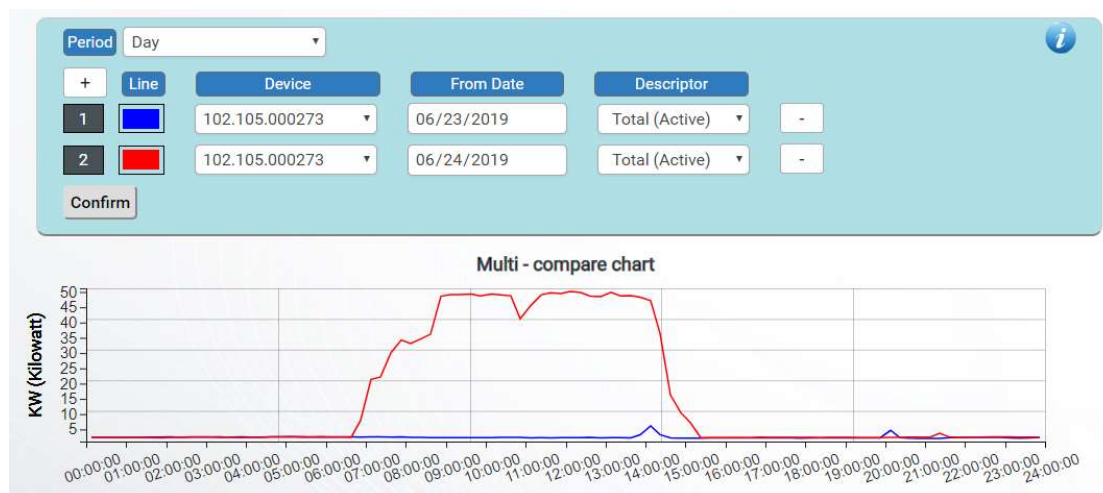 Period Day
i
+ Line Device From Date Descriptor
1 102.105.000273 06/23/2019 Total (Active) -
2 102.105.000273 06/24/2019 Total (Active) -
Confirm
Multi - compare chart
KW (Kilowatt)
50
45
40
35
30
25
20
15
10
5
00:00:00 01:00:00 02:00:00 03:00:00 04:00:00 05:00:00 06:00:00 07:00:00 08:00:00 09:00:00 10:00:00 11:00:00 12:00:00 13:00:00 14:00:00 15:00:00 16:00:00 17:00:00 18:00:00 19:00:00 20:00:00 21:00:00 22:00:00 23:00:00 24:00:00